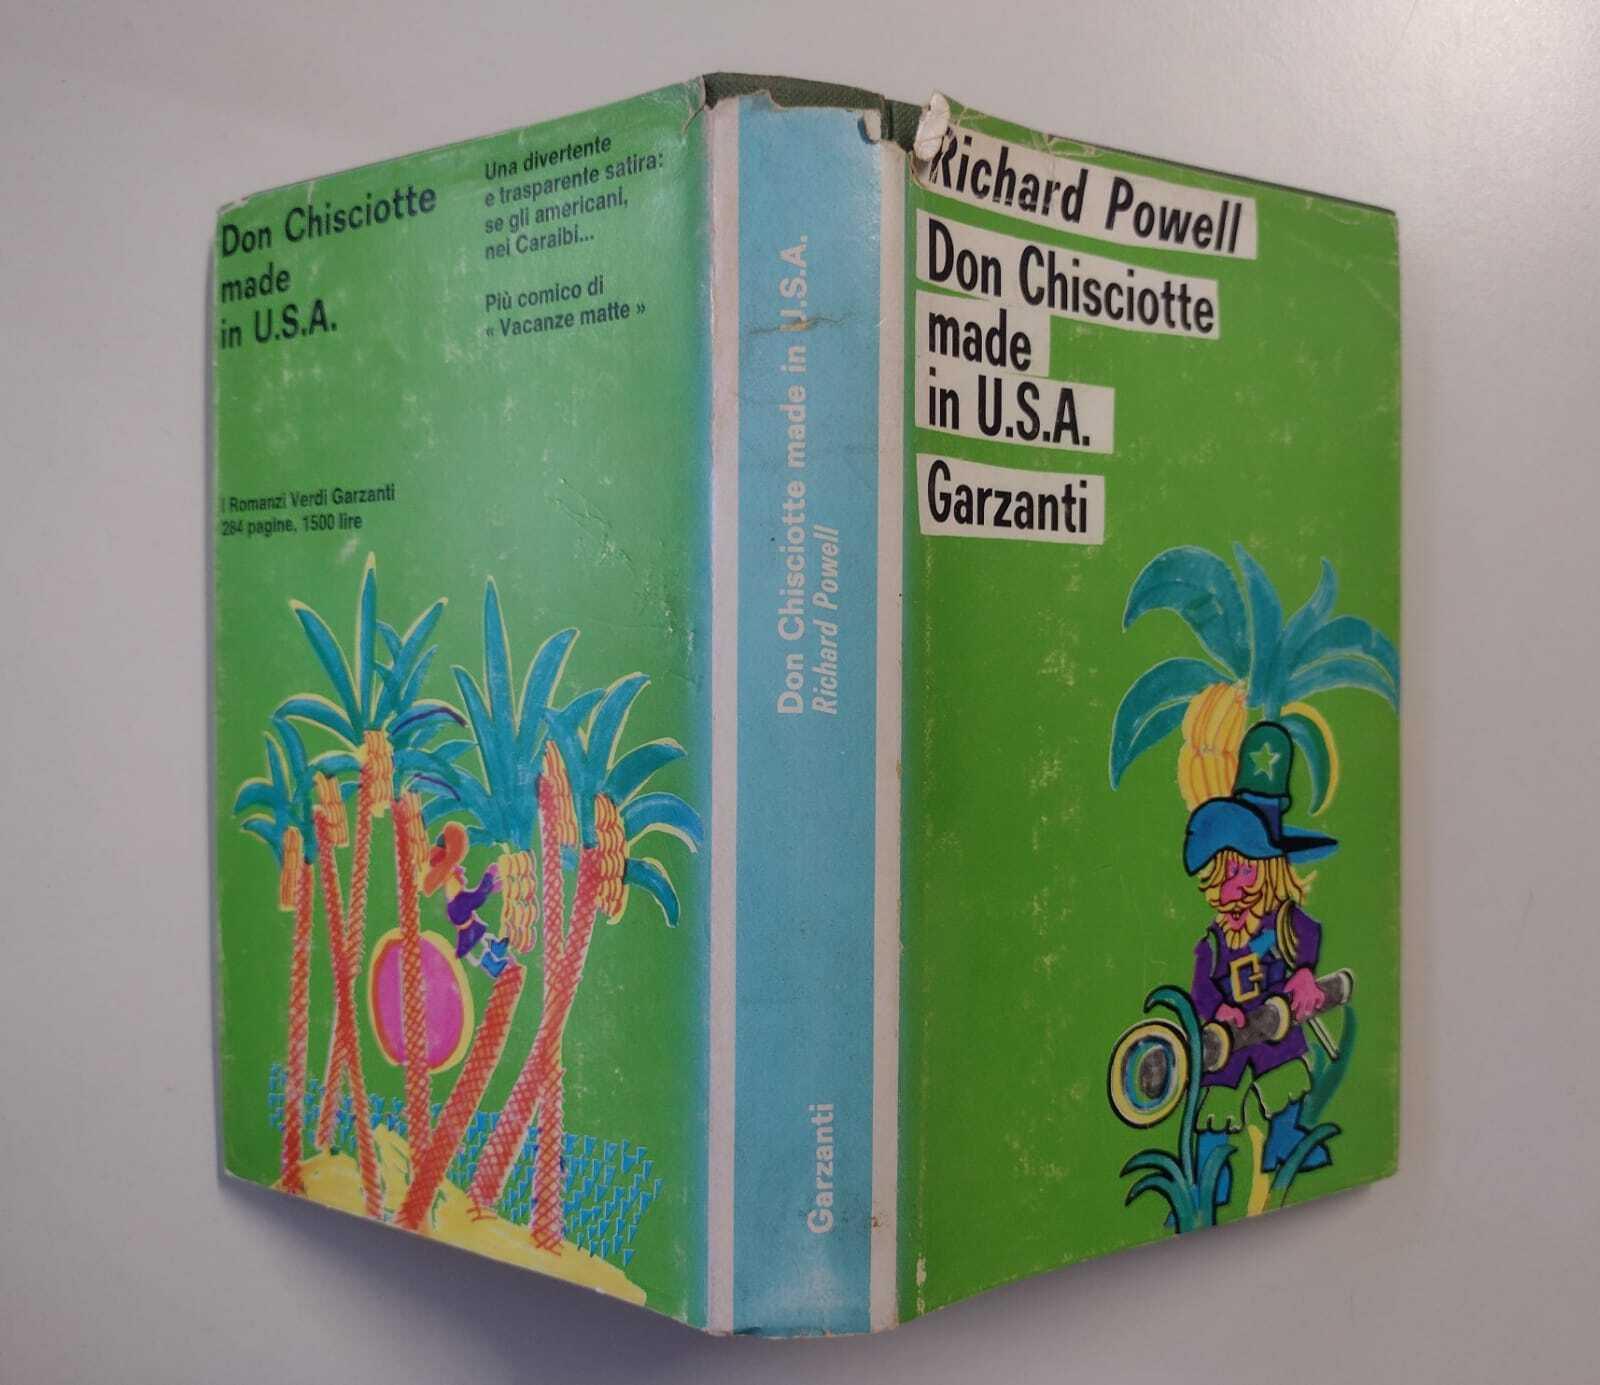 Don Chisciotte
made
in U.S.A.
Una divertente
e trasparente satira:
se gli americani,
nei Caraibi...
Più comico di
« Vacanze matte »
I Romanzi Verdi Garzanti
284 pagine, 1500 lire
Don Chisciotte made in U.S.A.
Richard Powell
Garzanti
Richard Powell
Don Chisciotte
made
in U.S.A.
Garzanti